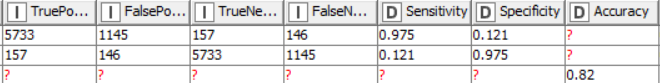 I TruePo... I FalsePo... I TrueNe... I FalseN... D Sensitivity D Specificity D Accuracy
5733 1145 157 146 0.975 0.121 ?
157 146 5733 1145 0.121 0.975 ?
? ? ? ? ? ? 0.82